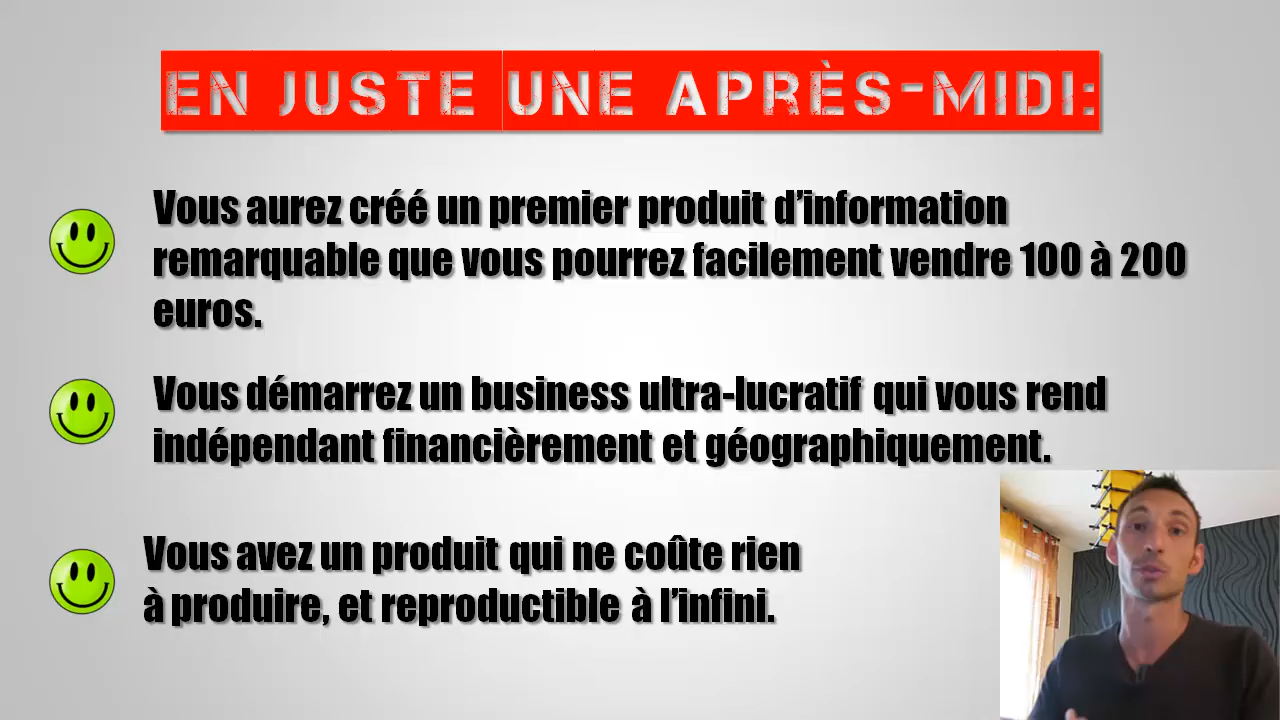 EN JUSTE UNE APRÈS-MIDI:
Vous aurez créé un premier produit d’information
remarquable que vous pourrez facilement vendre 100 à 200
euros.
Vous démarrez un business ultra-lucratif qui vous rend
indépendant financièrement et géographiquement.
Vous avez un produit qui ne coûte rien
à produire, et reproductible à l’infini.